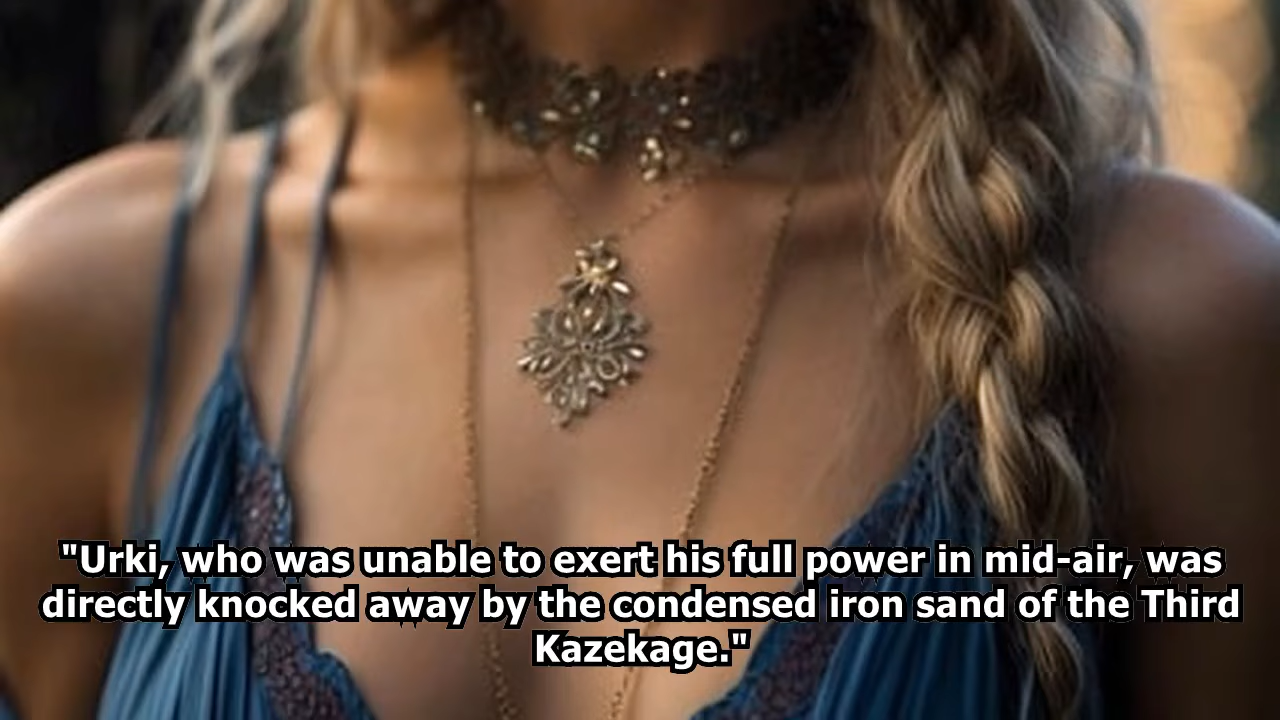 "Urki, who was unable to exert his full power in mid-air, was
directly knocked away by the condensed iron sand of the Third
Kazekage."